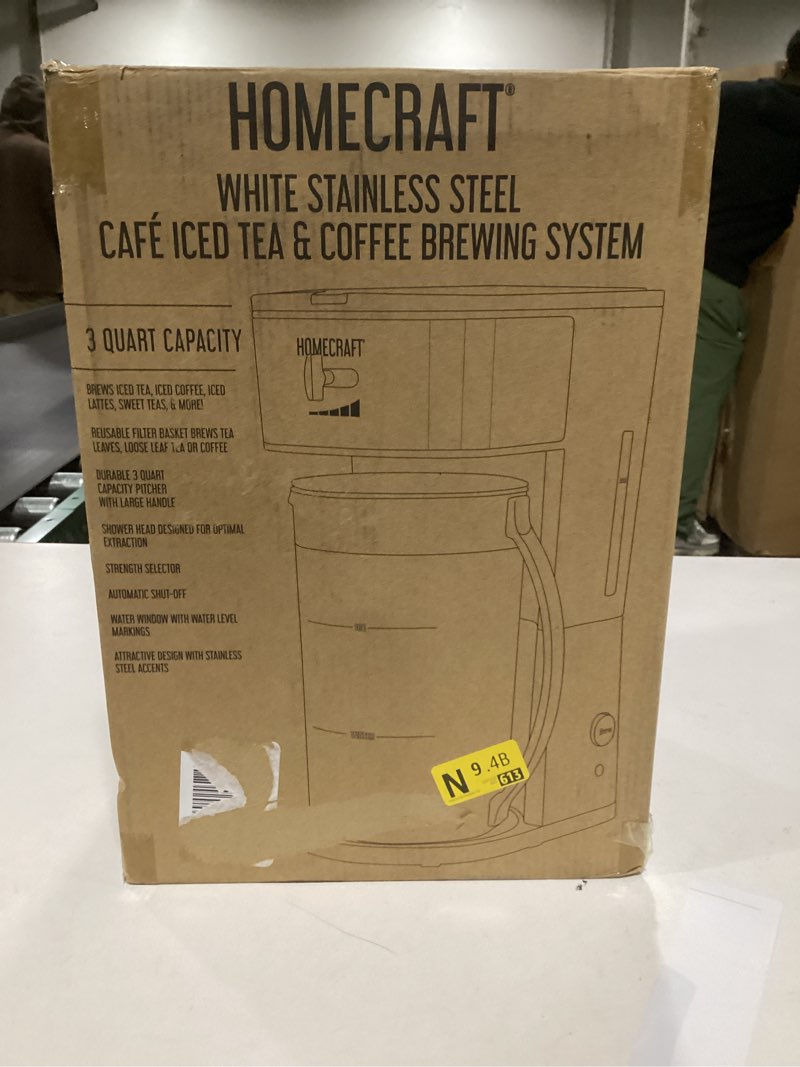 HOMECRAFT®
WHITE STAINLESS STEEL
CAFÉ ICED TEA & COFFEE BREWING SYSTEM
3 QUART CAPACITY
HOMECRAFT
BREWS ICED TEA, ICED COFFEE, ICED
LATTES, SWEET TEAS, & MORE!
REUSABLE FILTER BASKET BREWS TEA
LEAVES, LOOSE LEAF TEA OR COFFEE
DURABLE 3 QUART
CAPACITY PITCHER
WITH LARGE HANDLE
SHOWER HEAD DESIGNED FOR OPTIMAL
EXTRACTION
STRENGTH SELECTOR
AUTOMATIC SHUT-OFF
WATER WINDOW WITH WATER LEVEL
MARKINGS
ATTRACTIVE DESIGN WITH STAINLESS
STEEL ACCENTS
N 9.4B
613